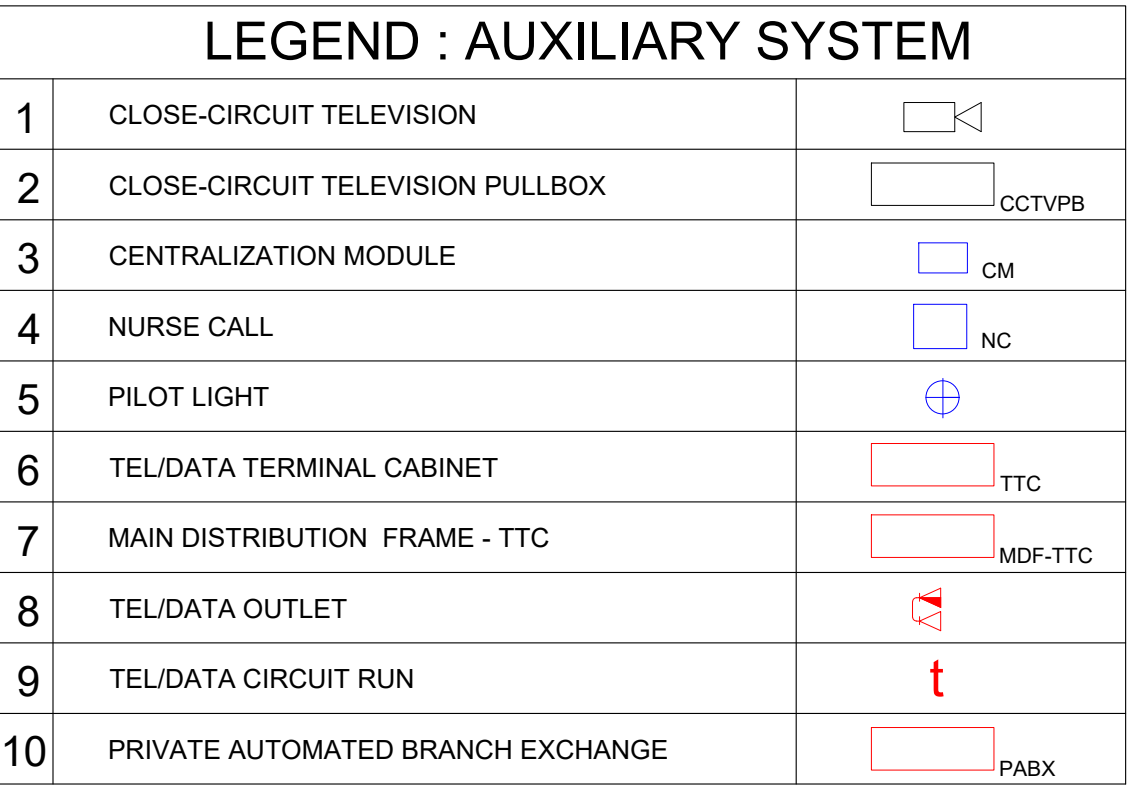 LEGEND : AUXILIARY SYSTEM
1 CLOSE-CIRCUIT TELEVISION
2 CLOSE-CIRCUIT TELEVISION PULLBOX CCTVPB
3 CENTRALIZATION MODULE CM
4 NURSE CALL NC
5 PILOT LIGHT
6 TEL/DATA TERMINAL CABINET TTC
7 MAIN DISTRIBUTION FRAME - TTC MDF-TTC
8 TEL/DATA OUTLET
9 TEL/DATA CIRCUIT RUN t
10 PRIVATE AUTOMATED BRANCH EXCHANGE PABX